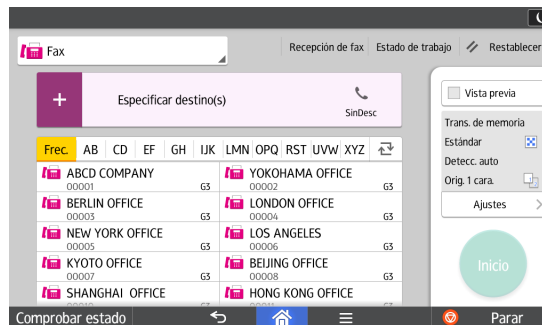 Fax
Recepción de fax Estado de trabajo Restablecer
Especificar destino(s)
SinDesc
Vista previa
Trans. de memoria
Estándar
Detecc. auto
Orig. 1 cara.
Ajustes
Inicio
Frec. AB CD EF GH IJK LMN OPQ RST UVW XYZ
ABCD COMPANY
00001 G3
YOKOHAMA OFFICE
00002 G3
BERLIN OFFICE
00003 G3
LONDON OFFICE
00004 G3
NEW YORK OFFICE
00005 G3
LOS ANGELES
00006 G3
KYOTO OFFICE
00007 G3
BEIJING OFFICE
00008 G3
SHANGHAI OFFICE
HONG KONG OFFICE
Comprobar estado
Parar